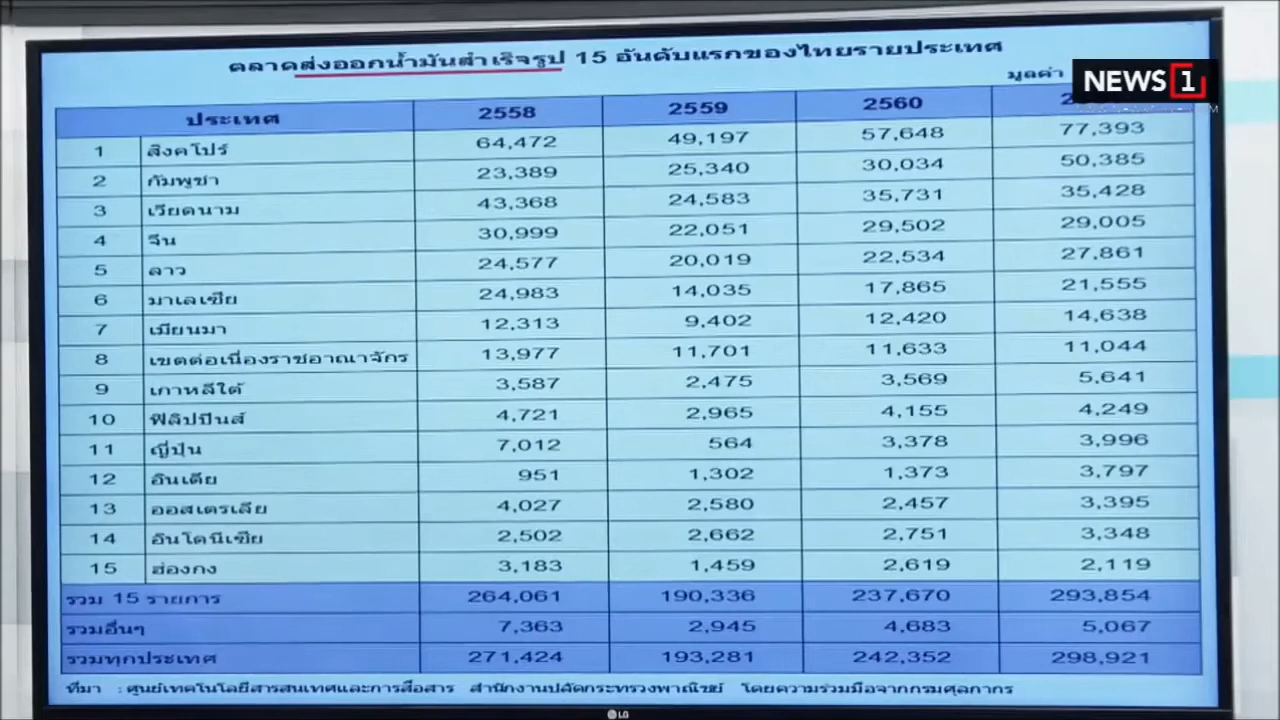 ตลาดส่งออกน้ำมันสำเร็จรูป 15 อันดับแรกของไทยรายประเทศ
มูลค่า
NEWS 1
ประเทศ 2558 2559 2560
1 สิงคโปร์ 64,472 49,197 57,648 77,393
2 กัมพูชา 23,389 25,340 30,034 50,385
3 เวียดนาม 43,368 24,583 35,731 35,428
4 จีน 30,999 22,051 29,502 29,005
5 ลาว 24,577 20,019 22,534 27,861
6 มาเลเซีย 24,983 14,035 17,865 21,555
7 เมียนมา 12,313 9,402 12,420 14,638
8 เขตต่อเนื่องราชอาณาจักร 13,977 11,701 11,633 11,044
9 เกาหลีใต้ 3,587 2,475 3,569 5,641
10 ฟิลิปปินส์ 4,721 2,965 4,155 4,249
11 ญี่ปุ่น 7,012 564 3,378 3,996
12 อินเดีย 951 1,302 1,373 3,797
13 ออสเตรเลีย 4,027 2,580 2,457 3,395
14 อินโดนีเซีย 2,502 2,662 2,751 3,348
15 ฮ่องกง 3,183 1,459 2,619 2,119
รวม 15 รายการ 264,061 190,336 237,670 293,854
รวมอื่นๆ 7,363 2,945 4,683 5,067
รวมทุกประเทศ 271,424 193,281 242,352 298,921
ที่มา : ศูนย์เทคโนโลยีสารสนเทศและการสื่อสาร สำนักงานปลัดกระทรวงพาณิชย์ โดยความร่วมมือจากกรมศุลกากร
LG